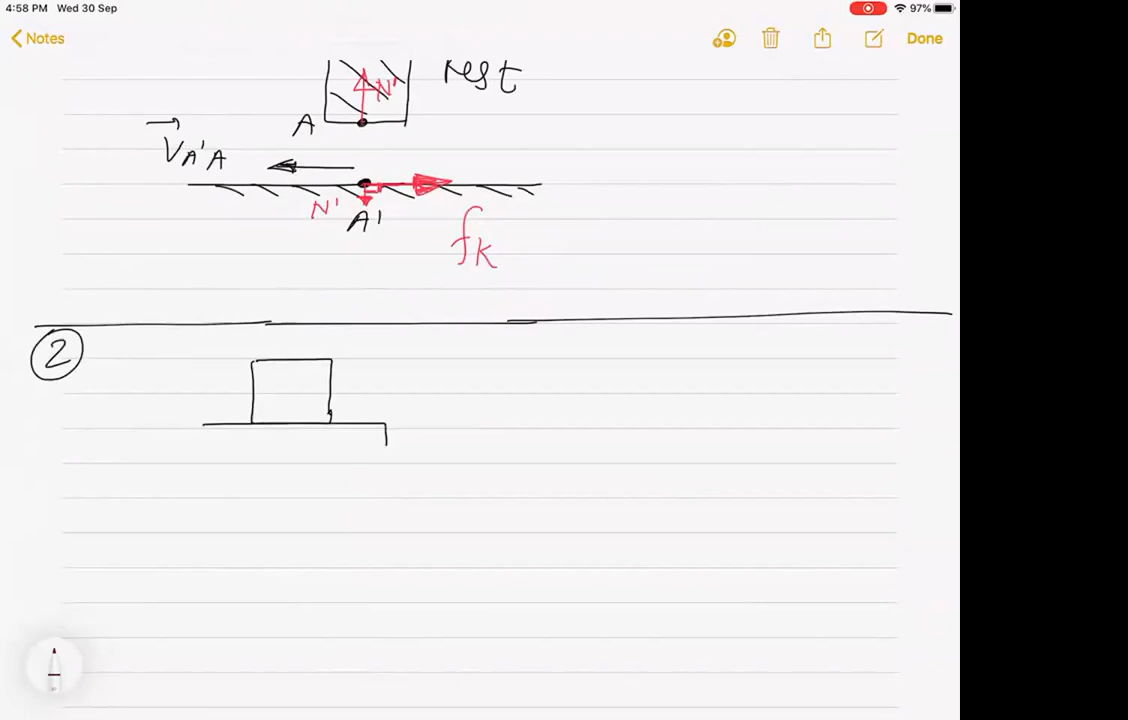 4:58 PM Wed 30 Sep
97%
Notes
Done
rest
N'
A
V A'A
N'
A'
fk
2